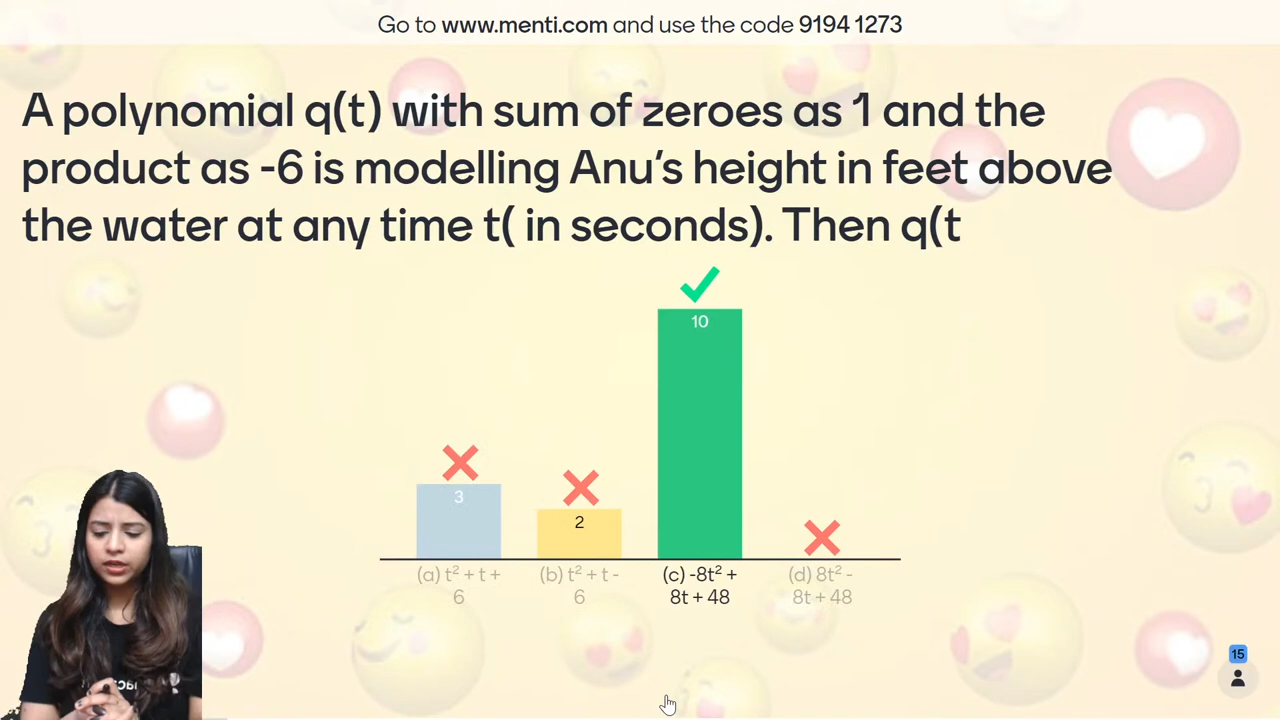 Go to www.menti.com and use the code 9194 1273
A polynomial q(t) with sum of zeroes as 1 and the
product as -6 is modelling Anu's height in feet above
the water at any time t( in seconds). Then q(t
10
3
2
(a) t² + t +
6
(b) t² + t -
6
(c) -8t² +
8t + 48
(d) 8t² -
8t + 48
15